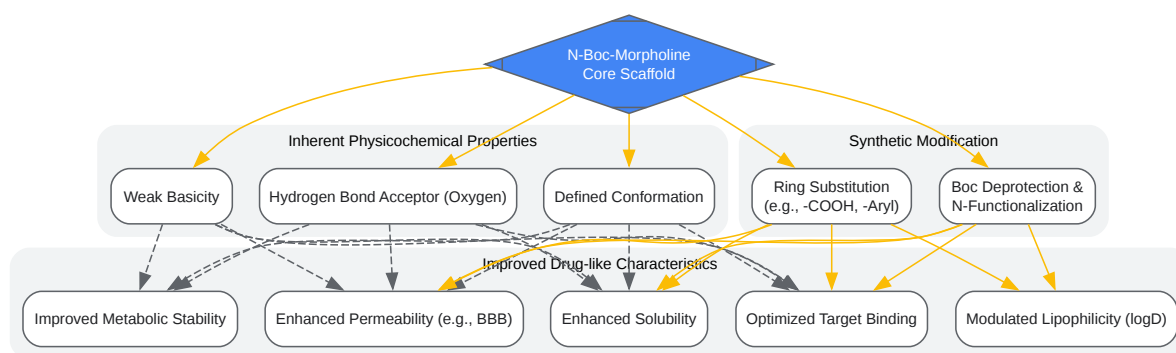 N-Boc-Morpholine
Core Scaffold
Inherent Physicochemical Properties
Synthetic Modification
Weak Basicity
Hydrogen Bond Acceptor (Oxygen)
Defined Conformation
Ring Substitution
(e.g., -COOH, -Aryl)
Boc Deprotection &
N-Functionalization
Improved Drug-like Characteristics
Improved Metabolic Stability
Enhanced Permeability (e.g., BBB)
Enhanced Solubility
Optimized Target Binding
Modulated Lipophilicity (logD)